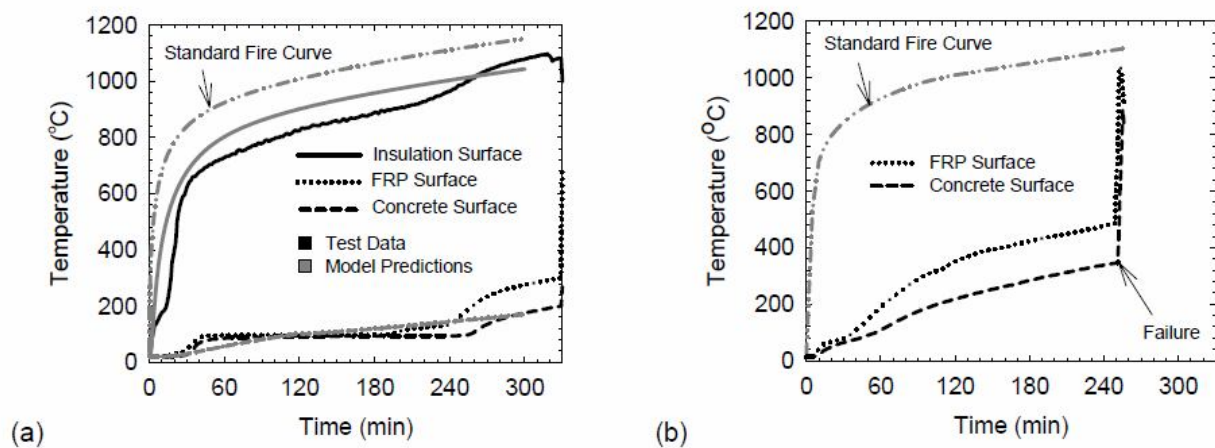 1200
1000
800
600
400
200
0
Temperature (°C)
Standard Fire Curve
Insulation Surface
FRP Surface
Concrete Surface
Test Data
Model Predictions
0 60 120 180 240 300
Time (min)
(a)
1200
1000
800
600
400
200
0
Temperature (°C)
Standard Fire Curve
FRP Surface
Concrete Surface
Failure
0 60 120 180 240 300
Time (min)
(b)